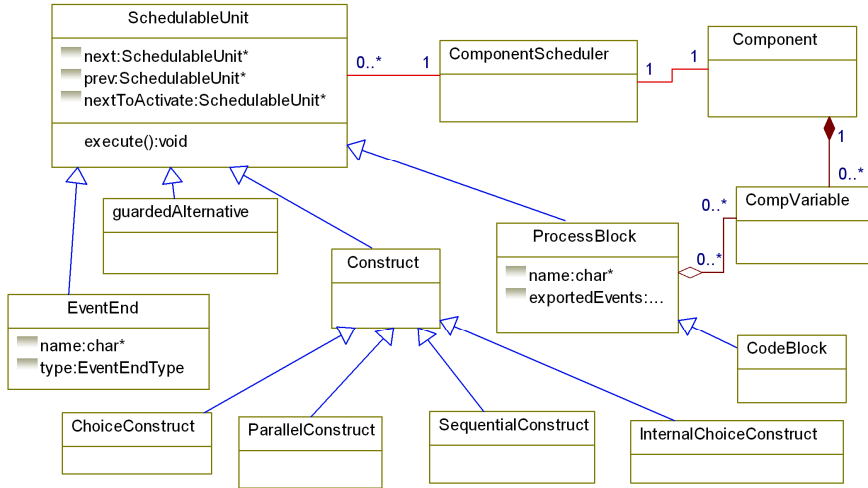 SchedulableUnit
next:SchedulableUnit*
prev:SchedulableUnit*
nextToActivate:SchedulableUnit*
execute():void
0..*
1
ComponentScheduler
1
1
Component
1
0..*
CompVariable
0..*
0..*
guardedAlternative
Construct
ProcessBlock
name:char*
exportedEvents:...
EventEnd
name:char*
type:EventEndType
CodeBlock
ChoiceConstruct
ParallelConstruct
SequentialConstruct
InternalChoiceConstruct